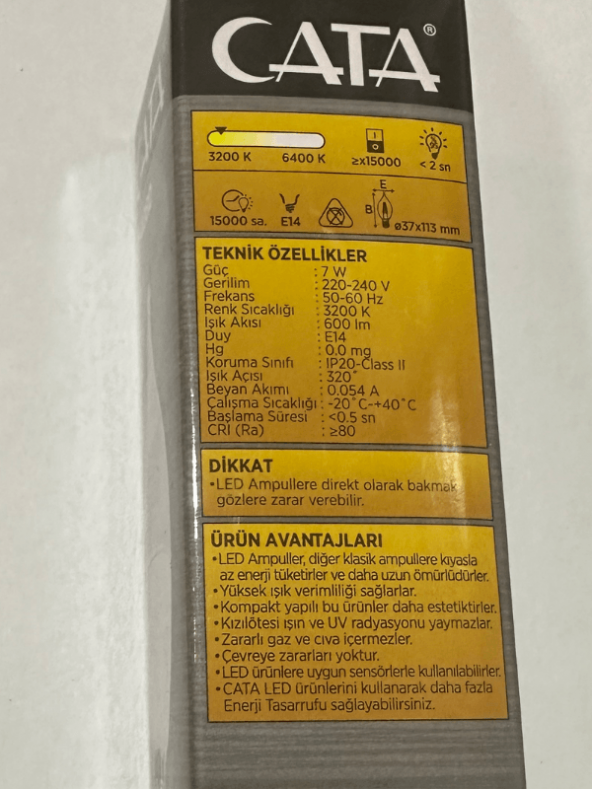 CATA®
3200 K 6400 K ≥x15000 < 2 sn
E
B
15000 sa. E14 ø37x113 mm
TEKNİK ÖZELLİKLER
Güç : 7 W
Gerilim : 220-240 V
Frekans : 50-60 Hz
Renk Sıcaklığı : 3200 K
Işık Akısı : 600 lm
Duy : E14
Hg : 0.0 mg
Koruma Sınıfı : IP20-Class II
Işık Açısı : 320°
Beyan Akımı : 0.054 A
Çalışma Sıcaklığı : -20°C-+40°C
Başlama Süresi : <0.5 sn
CRI (Ra) : ≥80
DİKKAT
•LED Ampullere direkt olarak bakmak
gözlere zarar verebilir.
ÜRÜN AVANTAJLARI
•LED Ampuller, diğer klasik ampullere kıyasla
az enerji tüketirler ve daha uzun ömürlüdürler.
•Yüksek ışık verimliliği sağlarlar.
•Kompakt yapılı bu ürünler daha estetiktirler.
•Kızılötesi ışın ve UV radyasyonu yaymazlar.
•Zararlı gaz ve cıva içermezler.
•Çevreye zararları yoktur.
•LED ürünlere uygun sensörlerle kullanılabilirler.
•CATA LED ürünlerini kullanarak daha fazla
Enerji Tasarrufu sağlayabilirsiniz.